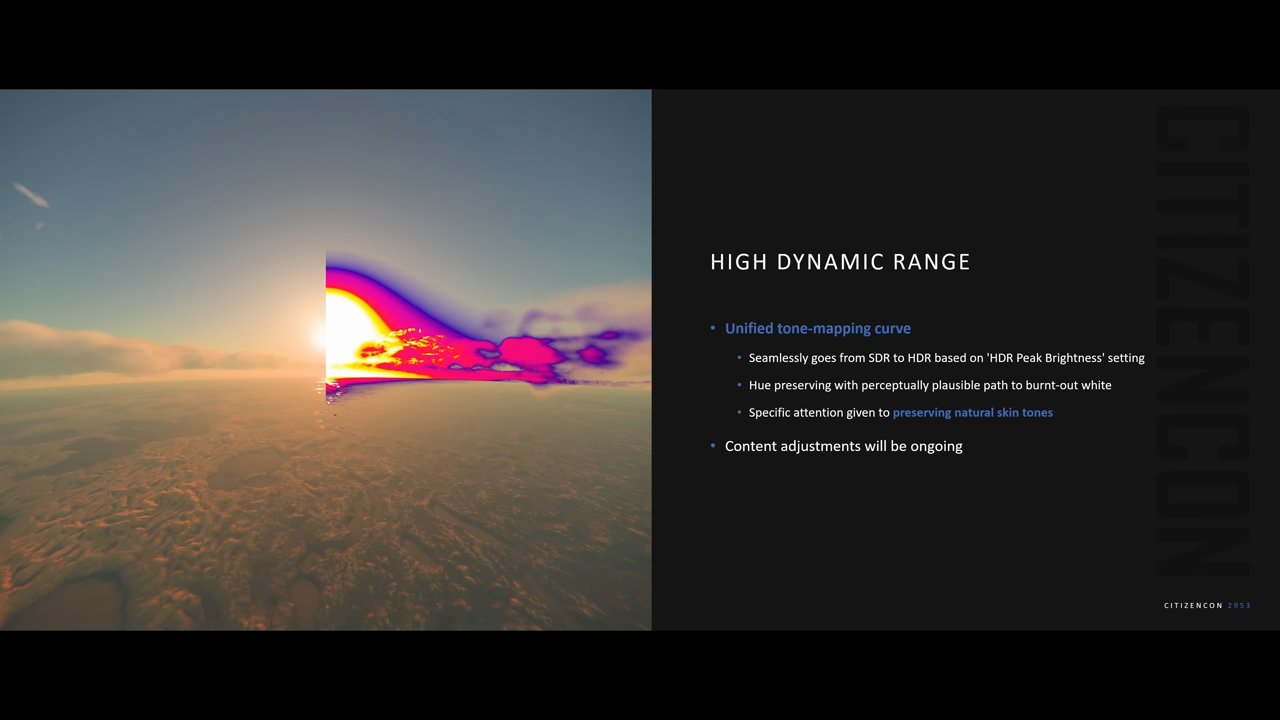 HIGH DYNAMIC RANGE
• Unified tone-mapping curve
• Seamlessly goes from SDR to HDR based on 'HDR Peak Brightness' setting
• Hue preserving with perceptually plausible path to burnt-out white
• Specific attention given to preserving natural skin tones
• Content adjustments will be ongoing
CITIZENCON
CITIZENCON 2953